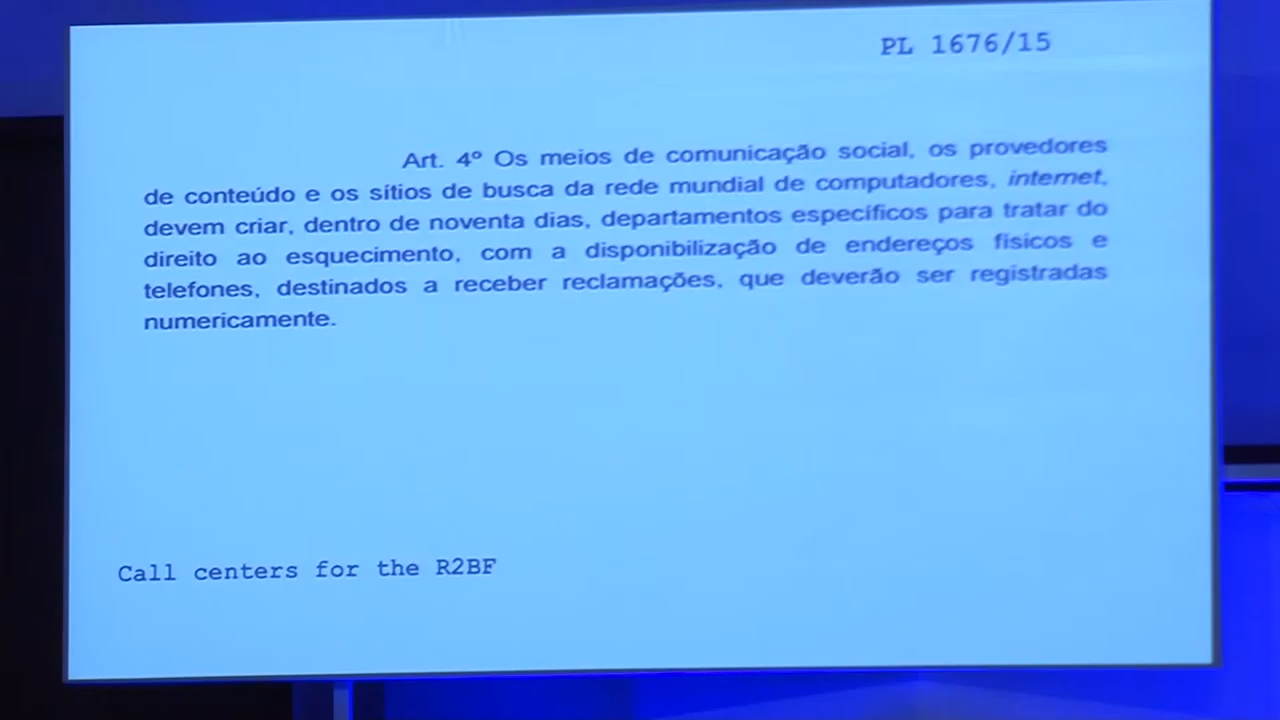 PL 1676/15
Art. 4º Os meios de comunicação social, os provedores
de conteúdo e os sítios de busca da rede mundial de computadores, internet,
devem criar, dentro de noventa dias, departamentos específicos para tratar do
direito ao esquecimento, com a disponibilização de endereços físicos e
telefones, destinados a receber reclamações, que deverão ser registradas
numericamente.
Call centers for the R2BF